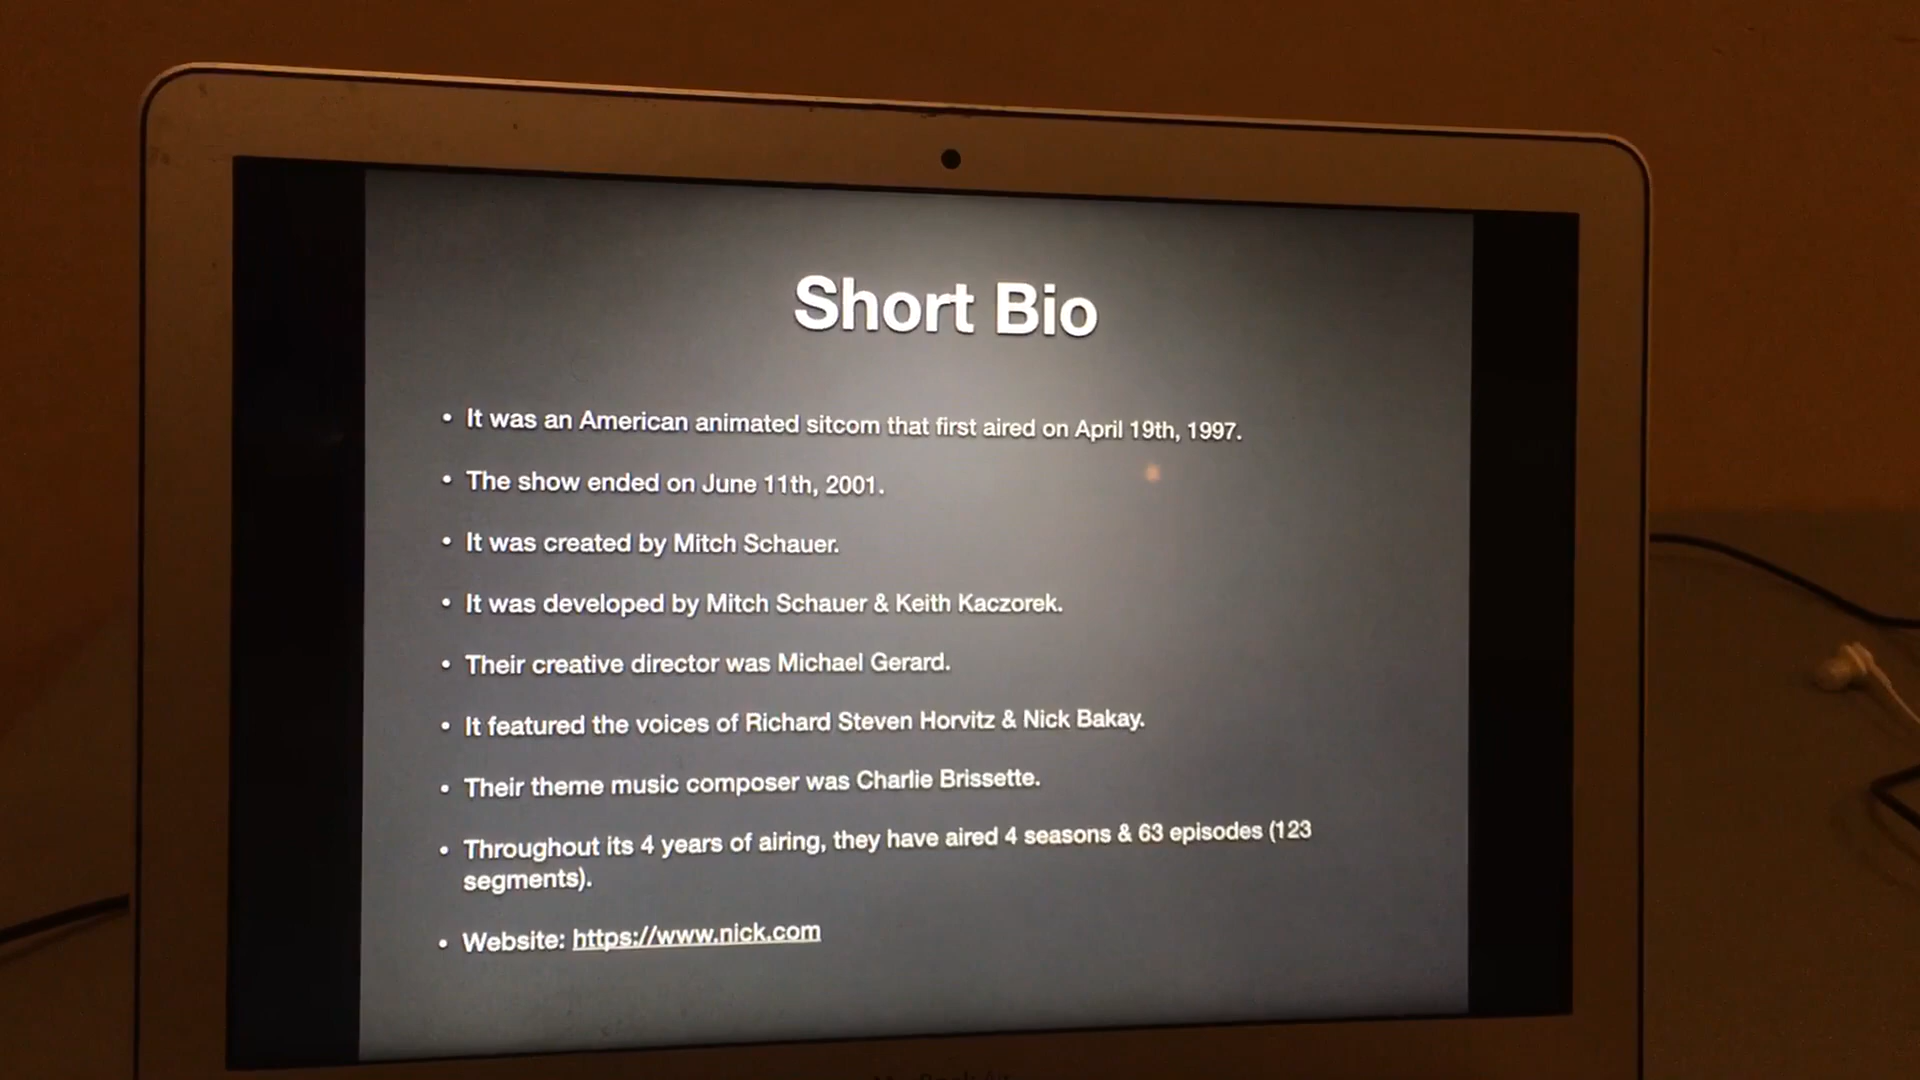 Short Bio
• It was an American animated sitcom that first aired on April 19th, 1997.
• The show ended on June 11th, 2001.
• It was created by Mitch Schauer.
• It was developed by Mitch Schauer & Keith Kaczorek.
• Their creative director was Michael Gerard.
• It featured the voices of Richard Steven Horvitz & Nick Bakay.
• Their theme music composer was Charlie Brissette.
• Throughout its 4 years of airing, they have aired 4 seasons & 63 episodes (123
segments).
• Website: https://www.nick.com